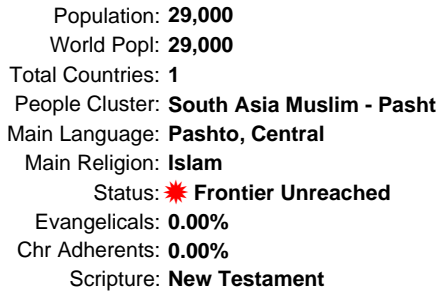 Population: 29,000
World Popl: 29,000
Total Countries: 1
People Cluster: South Asia Muslim - Pasht
Main Language: Pashto, Central
Main Religion: Islam
Status: Frontier Unreached
Evangelicals: 0.00%
Chr Adherents: 0.00%
Scripture: New Testament